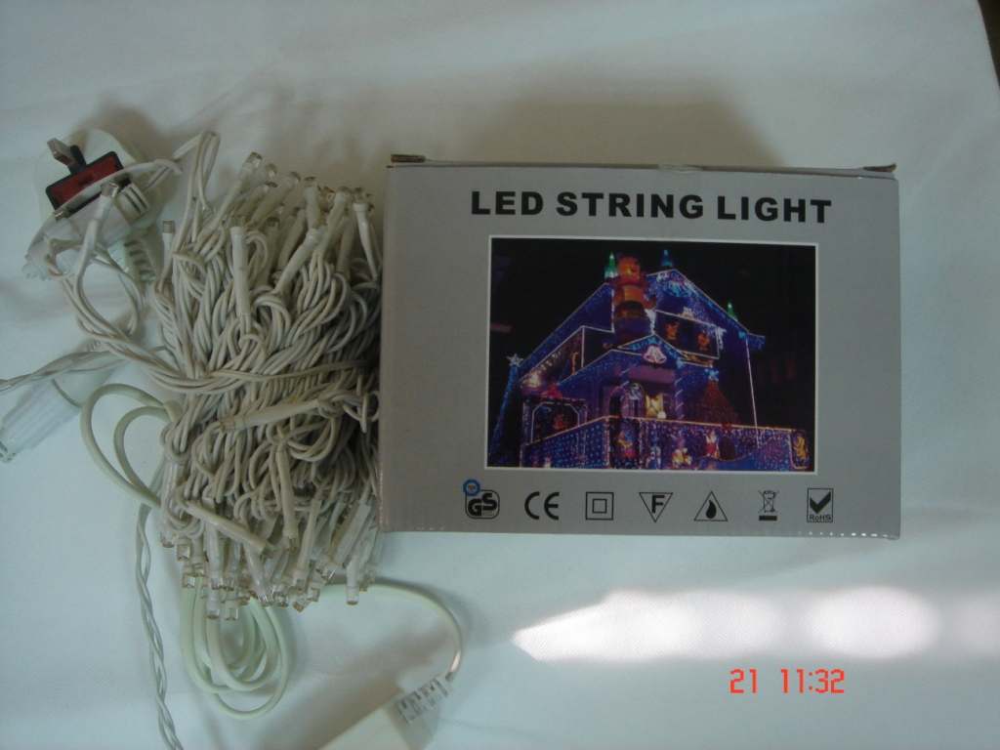 LED STRING LIGHT
GS CE F RoHS
21 11:32